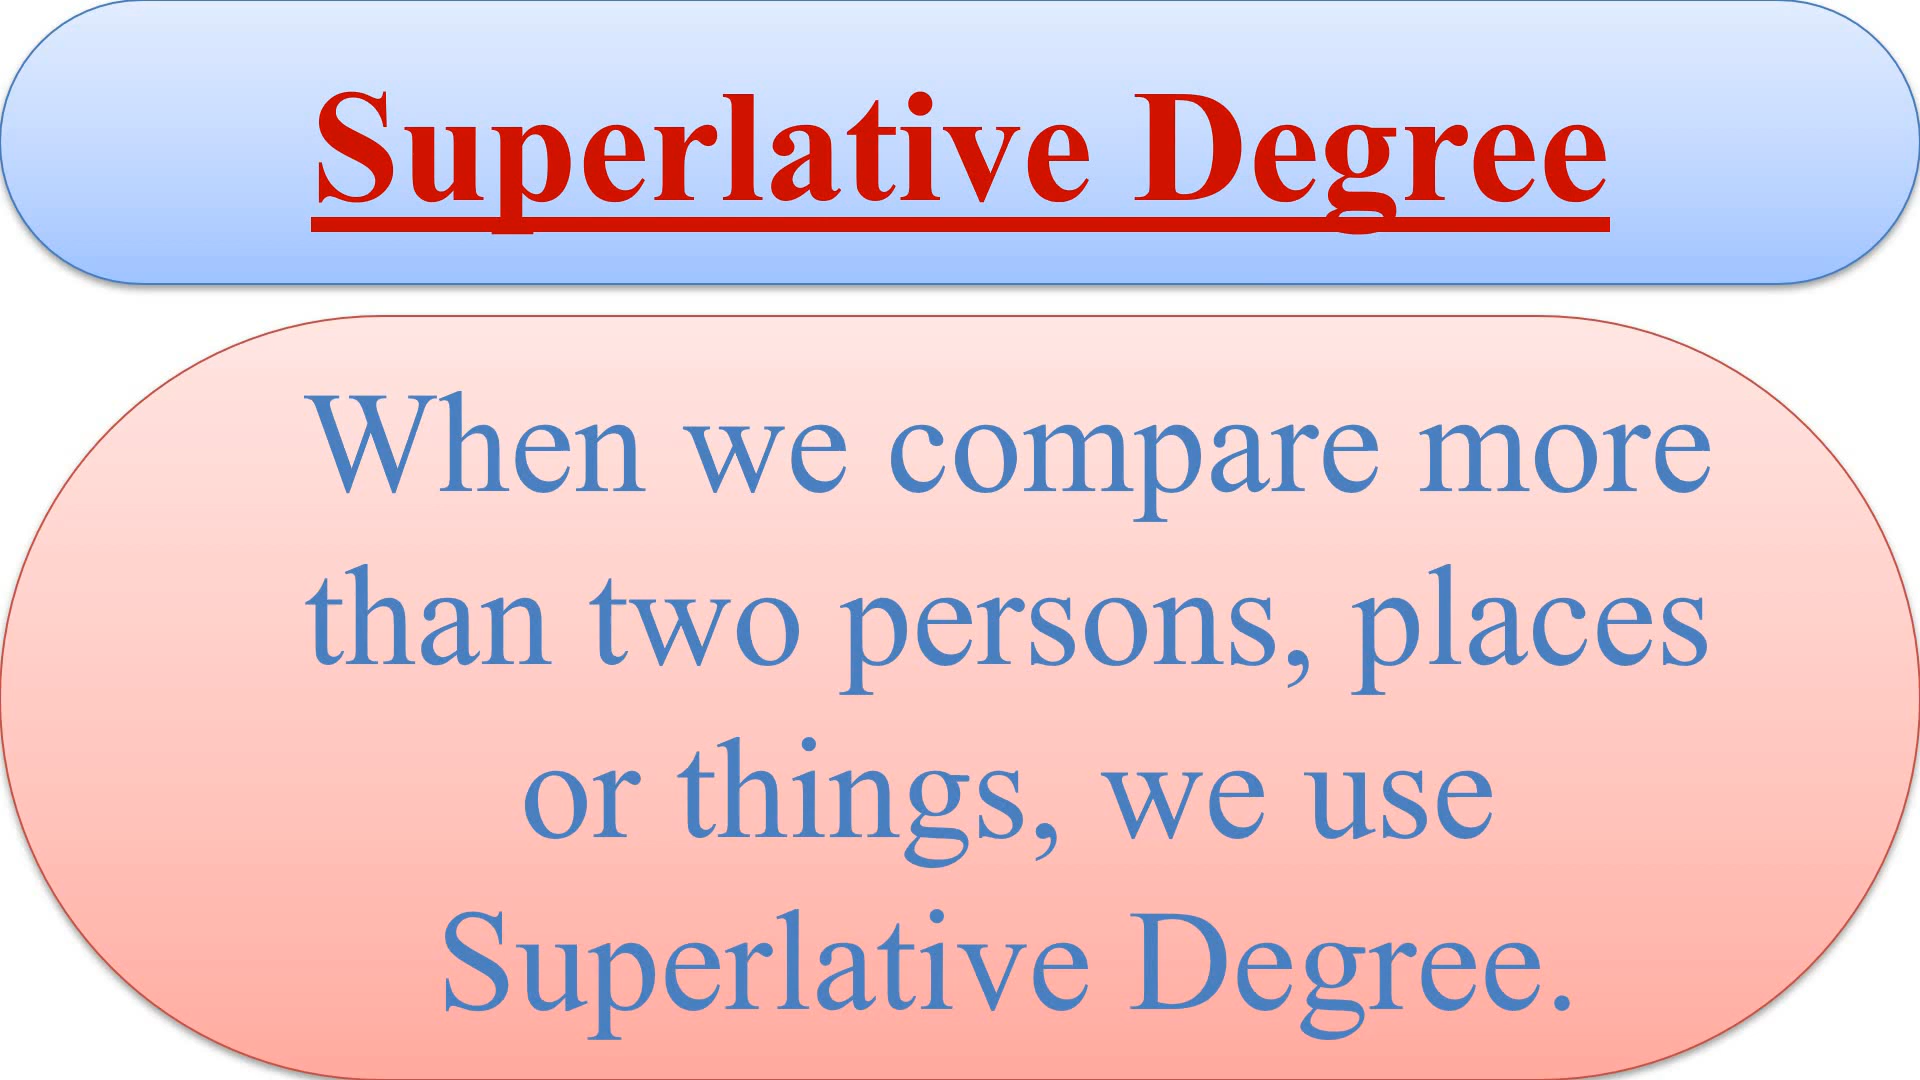 Superlative Degree
When we compare more
than two persons, places
or things, we use
Superlative Degree.